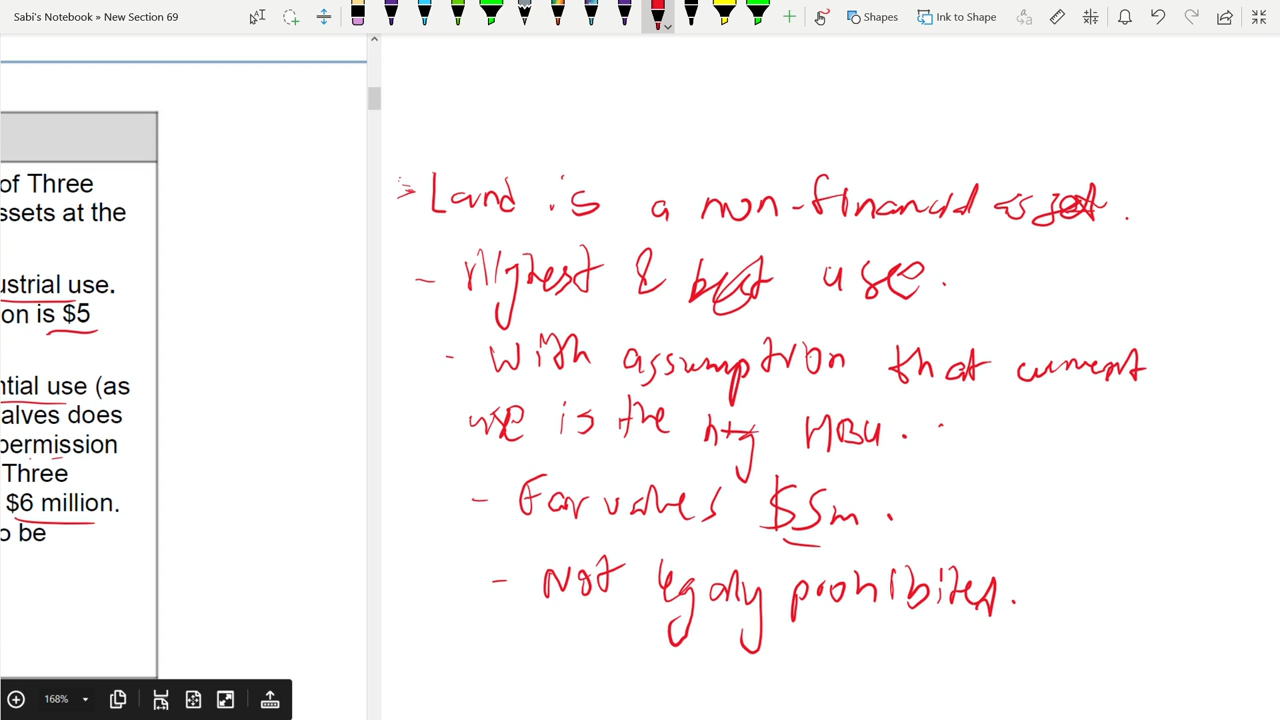 Sabi's Notebook » New Section 69
Shapes
Ink to Shape
of Three
ssets at the
ustrial use.
on is $5
ntial use (as
alves does
permission
Three
$6 million.
o be
168%
Land is a non-financial asset.
- Highest & best use.
- With assumption that current
use is the HBU.
- Fair values $5m.
- Not legally prohibited.